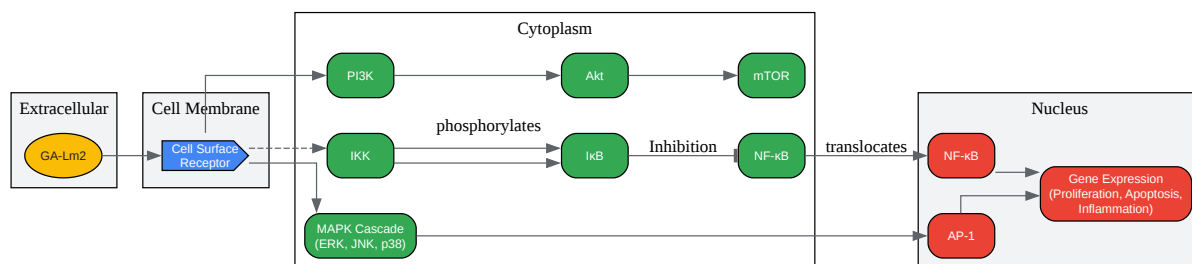 Cytoplasm
PI3K
Akt
mTOR
Extracellular
Cell Membrane
Nucleus
GA-Lm2
Cell Surface
Receptor
phosphorylates
IKK
IκB
Inhibition
NF-κB
translocates
NF-κB
Gene Expression
(Proliferation, Apoptosis,
Inflammation)
MAPK Cascade
(ERK, JNK, p38)
AP-1